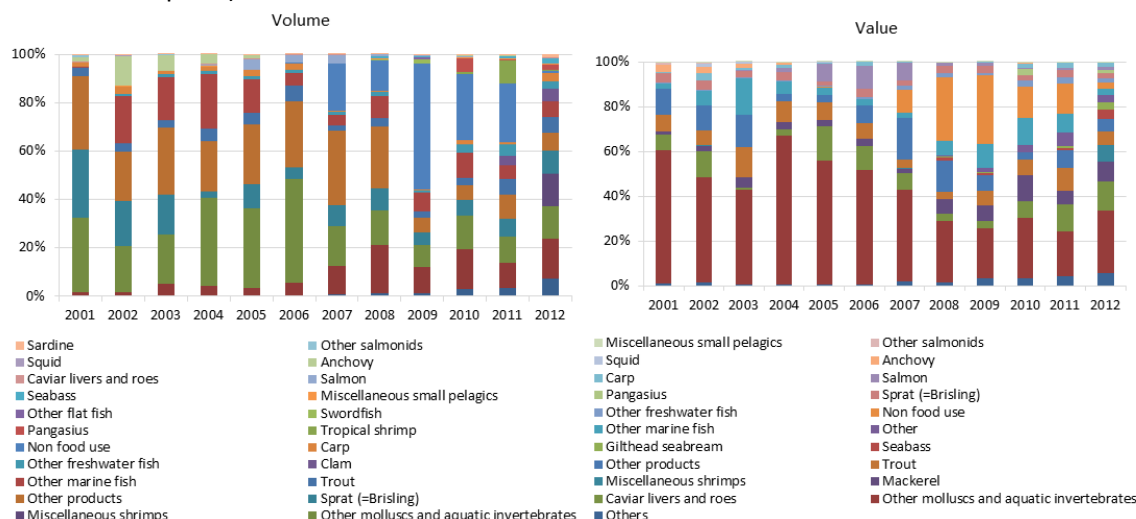 Volume
100%
80%
60%
40%
20%
0%
2001 2002 2003 2004 2005 2006 2007 2008 2009 2010 2011 2012
Sardine Other salmonids
Squid Anchovy
Caviar livers and roes Salmon
Seabass Miscellaneous small pelagics
Other flat fish Swordfish
Pangasius Tropical shrimp
Non food use Carp
Other freshwater fish Clam
Other marine fish Trout
Other products Sprat (=Brisling)
Miscellaneous shrimps Other molluscs and aquatic invertebrates
Value
100%
80%
60%
40%
20%
0%
2001 2002 2003 2004 2005 2006 2007 2008 2009 2010 2011 2012
Miscellaneous small pelagics Other salmonids
Squid Anchovy
Carp Salmon
Pangasius Sprat (=Brisling)
Other freshwater fish Non food use
Other marine fish Other
Gilthead seabream Seabass
Other products Trout
Miscellaneous shrimps Mackerel
Caviar livers and roes Other molluscs and aquatic invertebrates
Others